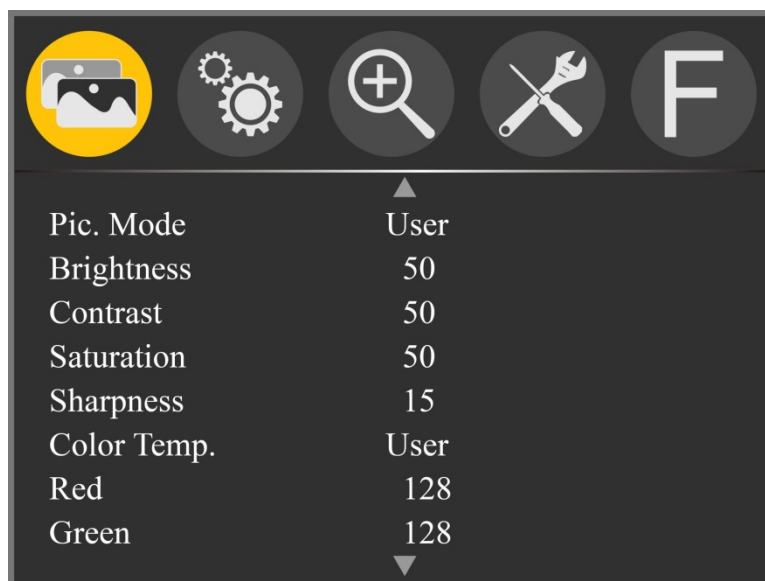 F
Pic. Mode User
Brightness 50
Contrast 50
Saturation 50
Sharpness 15
Color Temp. User
Red 128
Green 128